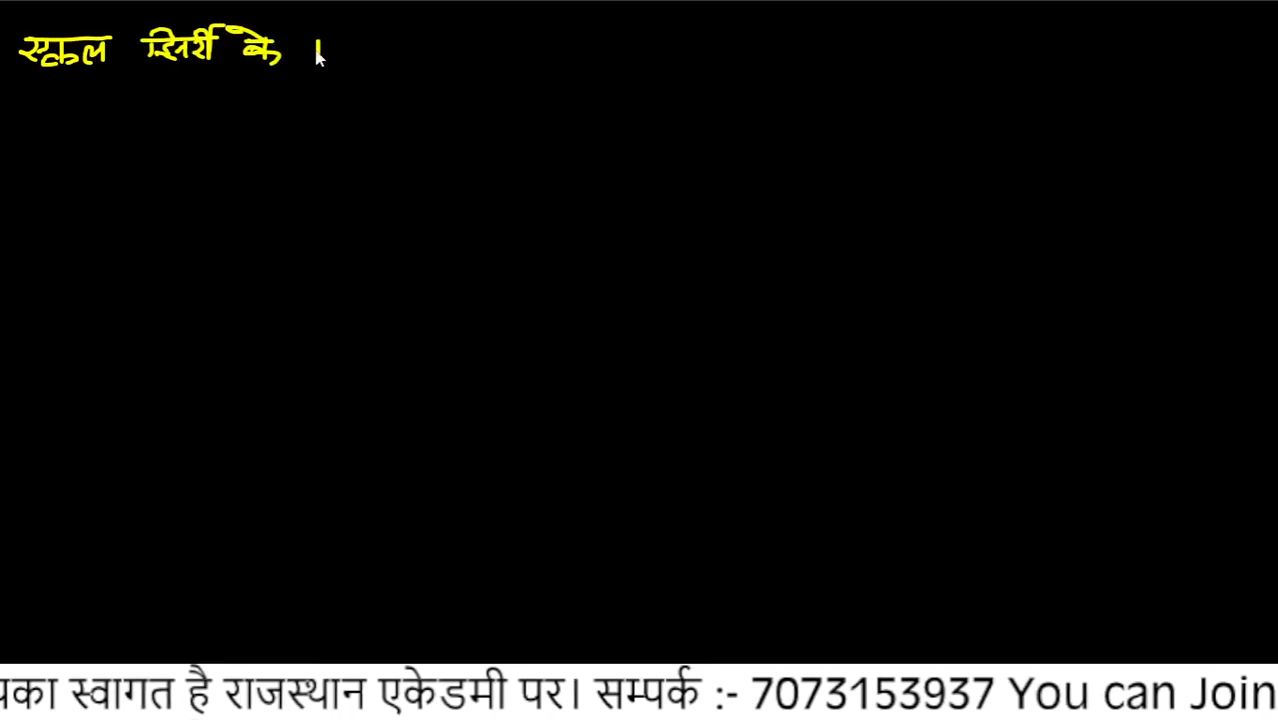 स्कूल के
पका स्वागत है राजस्थान एकेडमी पर। सम्पर्क :- 7073153937 You can Join